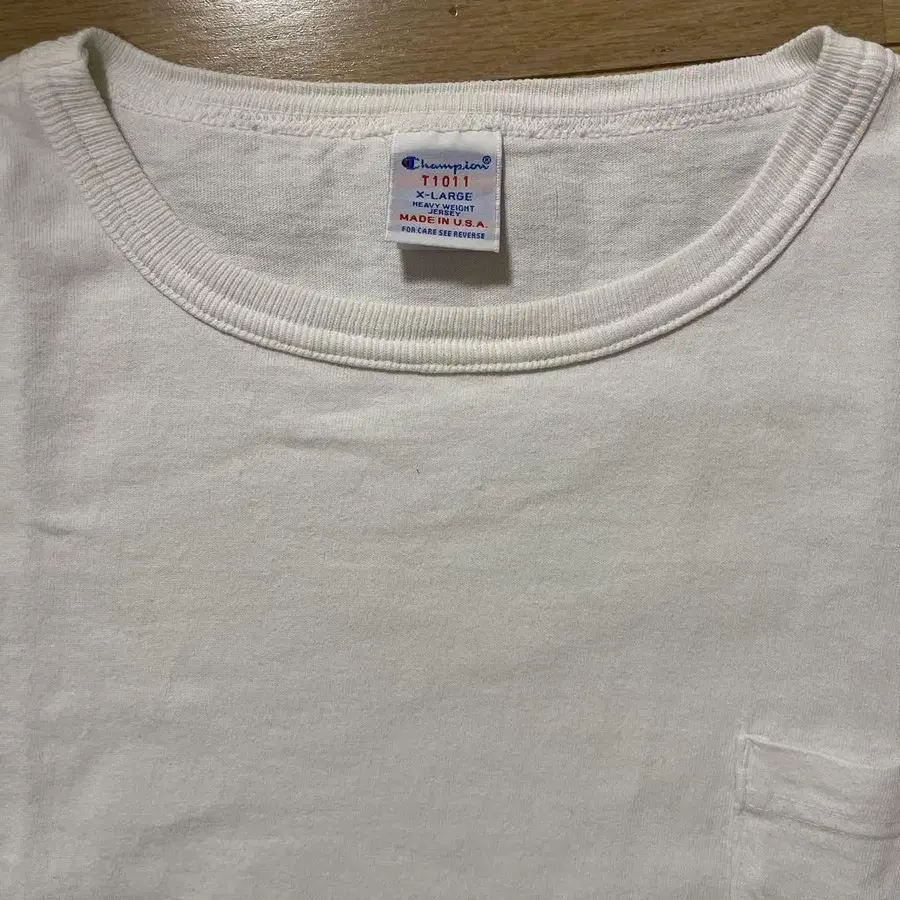 Champion®
T1011
X-LARGE
HEAVY WEIGHT
JERSEY
MADE IN U.S.A.
FOR CARE SEE REVERSE